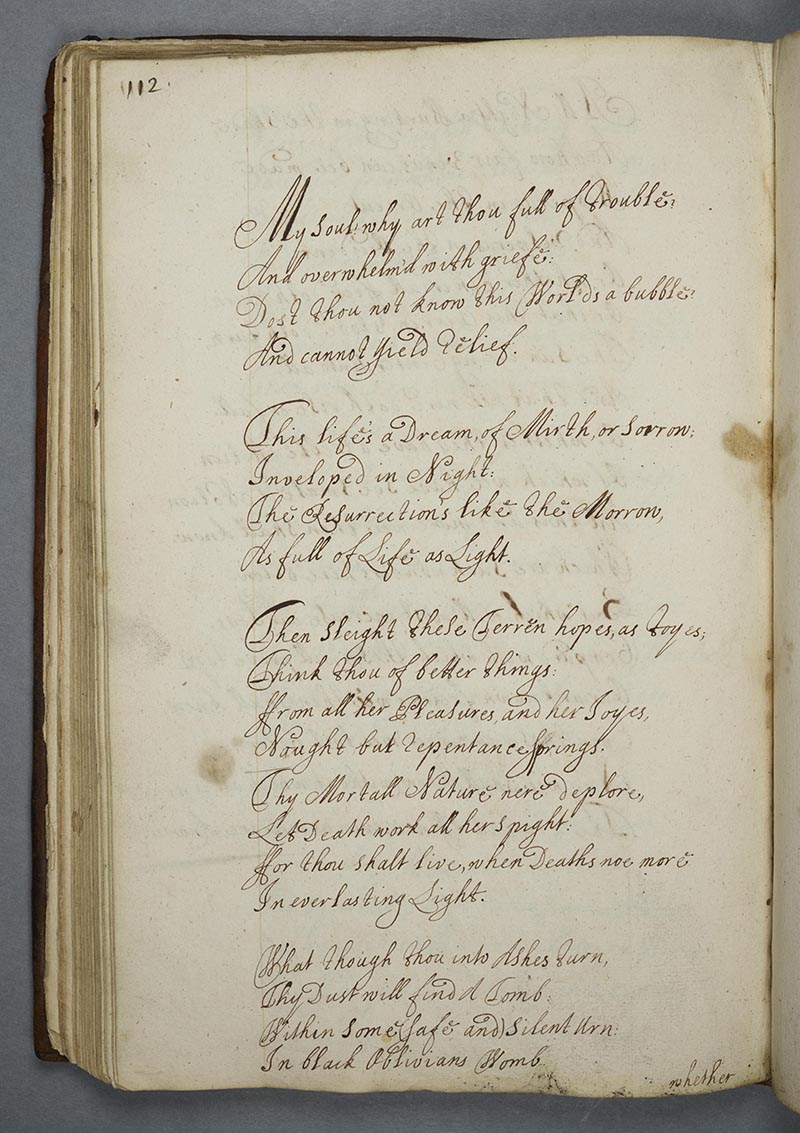 112.
My soul: why art thou full of trouble?
And overwhelm'd with griefe:
Dost thou not know this World's a bubble?
And cannot yield relief.
This life's a Dream, of Mirth, or sorrow;
Inveloped in Night:
The Resurrection's like the Morrow,
As full of Life as Light.
Then sleight these Terren hopes, as toyes;
Think thou of better things:
ffrom all her Pleasures, and her Joyes,
Nought but repentance springs.
Thy Mortall Nature nere deplore,
Let Death work all her spight:
ffor thou shalt live, when Deaths noe more
In everlasting Light.
What though thou into Ashes turn,
Thy Dust will find A Tomb:
Within some (safe and) silent Urn:
In black Oblivians Womb
whether